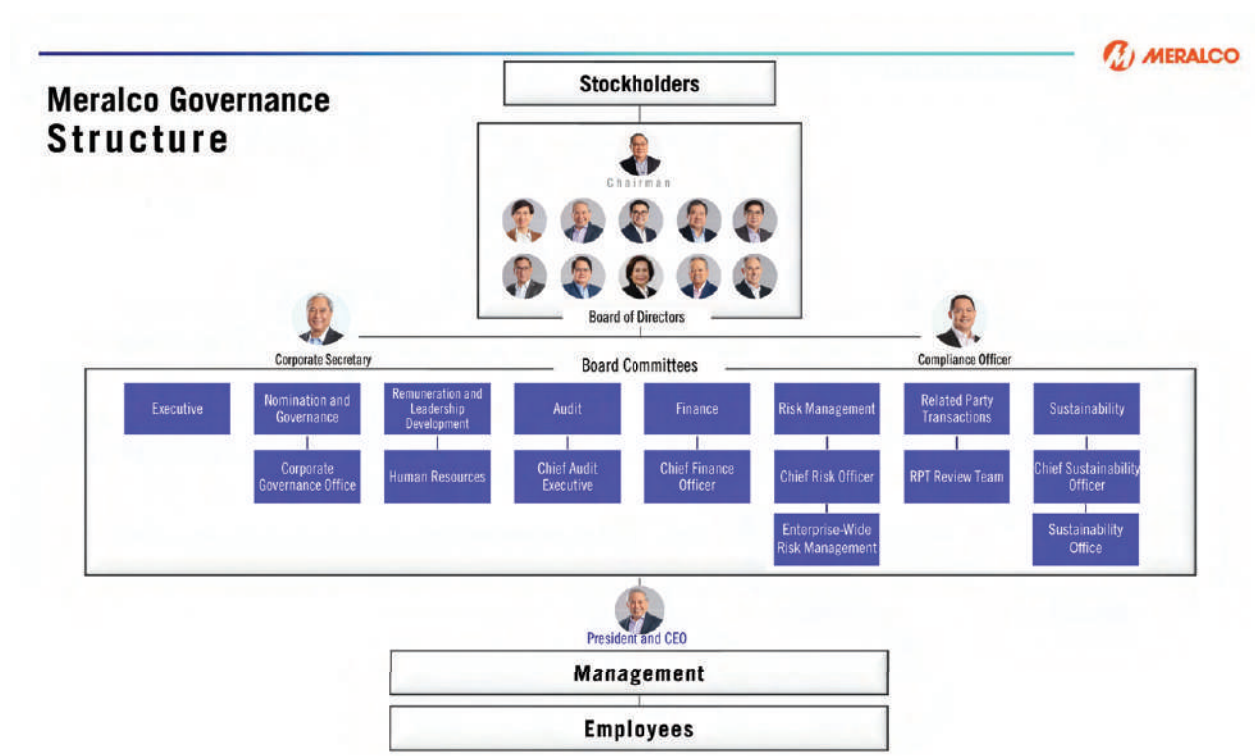 MERALCO
Meralco Governance
Structure
Stockholders
Chairman
Board of Directors
Corporate Secretary
Compliance Officer
Board Committees
Executive
Nomination and
Governance
Remuneration and
Leadership
Development
Audit
Finance
Risk Management
Related Party
Transactions
Sustainability
Corporate
Governance Office
Human Resources
Chief Audit
Executive
Chief Finance
Officer
Chief Risk Officer
RPT Review Team
Chief Sustainability
Officer
Enterprise-Wide
Risk Management
Sustainability
Office
President and CEO
Management
Employees